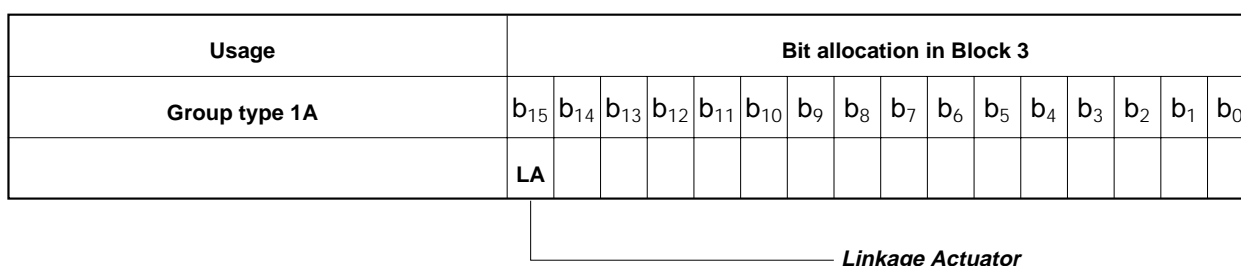 Usage Bit allocation in Block 3
Group type 1A b15 b14 b13 b12 b11 b10 b9 b8 b7 b6 b5 b4 b3 b2 b1 b0
LA
Linkage Actuator